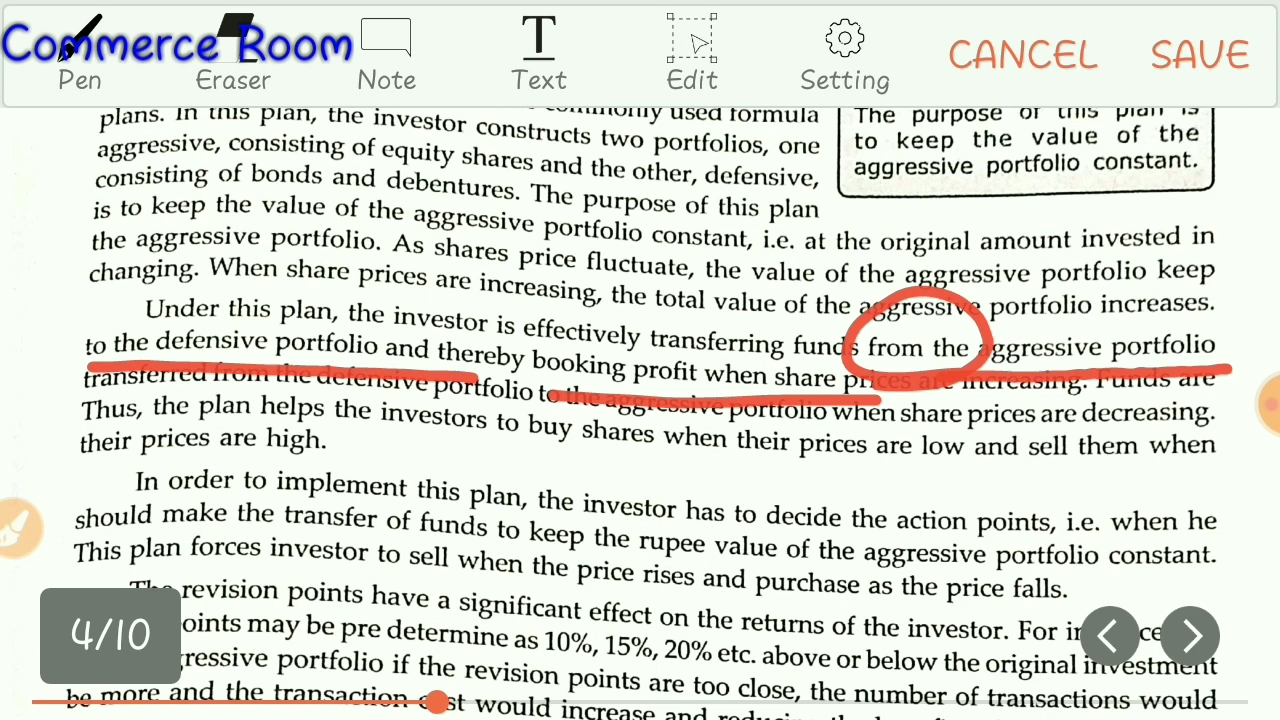 Commerce Room
Pen Eraser Note Text Edit Setting CANCEL SAVE
commonly used formula
plans. In this plan, the investor constructs two portfolios, one
aggressive, consisting of equity shares and the other, defensive,
consisting of bonds and debentures. The purpose of this plan
is to keep the value of the aggressive portfolio constant, i.e. at the original amount invested in
the aggressive portfolio. As shares price fluctuate, the value of the aggressive portfolio keep
changing. When share prices are increasing, the total value of the aggressive portfolio increases.
The purpose of this plan is
to keep the value of the
aggressive portfolio constant.
Under this plan, the investor is effectively transferring funds from the aggressive portfolio
to the defensive portfolio and thereby booking profit when share prices are increasing. Funds are
transferred from the defensive portfolio to the aggressive portfolio when share prices are decreasing.
Thus, the plan helps the investors to buy shares when their prices are low and sell them when
their prices are high.
In order to implement this plan, the investor has to decide the action points, i.e. when he
should make the transfer of funds to keep the rupee value of the aggressive portfolio constant.
This plan forces investor to sell when the price rises and purchase as the price falls.
The revision points have a significant effect on the returns of the investor. For
points may be pre determine as 10%, 15%, 20% etc. above or below the original investment
portfolio if the revision points are too close, the number of transactions would
be more and the transaction cost would increase and
4/10